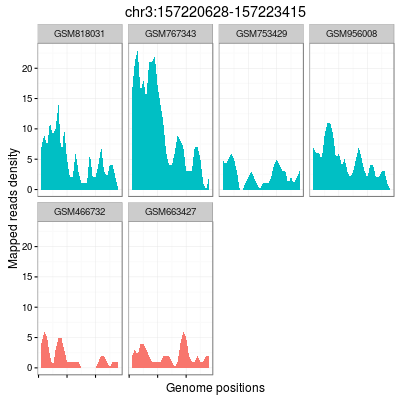 chr3:157220628-157223415
GSM818031 GSM767343 GSM753429 GSM956008
20
15
10
5
0
GSM466732 GSM663427
20
15
10
5
0
Mapped reads density
Genome positions